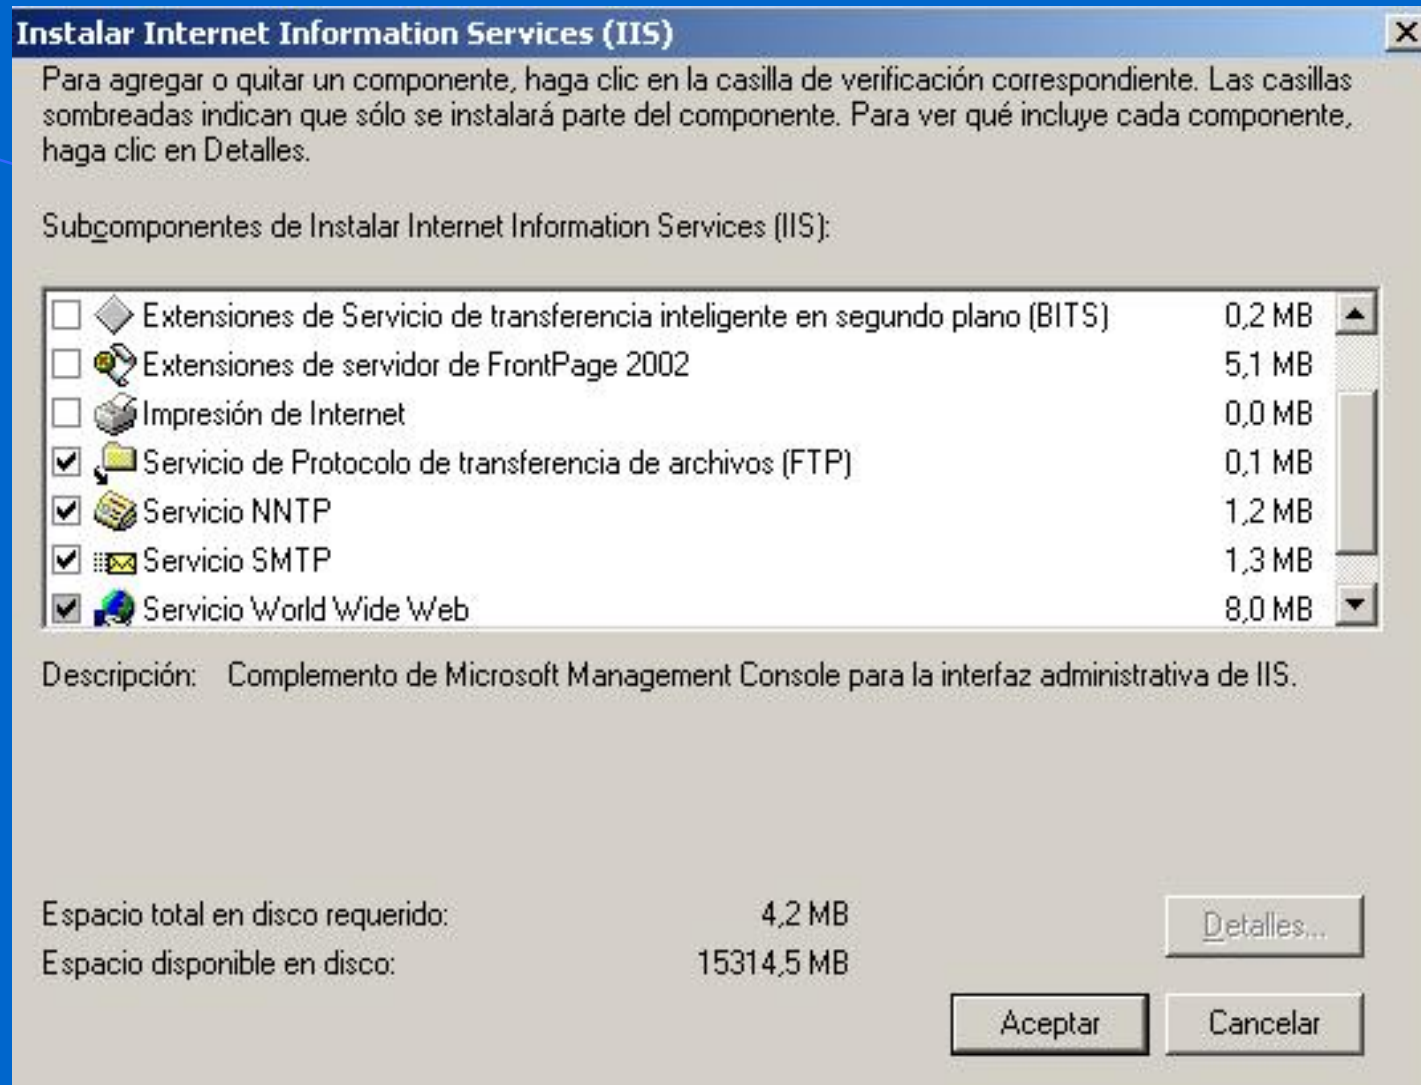 Instalar Internet Information Services (IIS)
Para agregar o quitar un componente, haga clic en la casilla de verificación correspondiente. Las casillas
sombreadas indican que sólo se instalará parte del componente. Para ver qué incluye cada componente,
haga clic en Detalles.
Subcomponentes de Instalar Internet Information Services (IIS):
Extensiones de Servicio de transferencia inteligente en segundo plano (BITS) 0,2 MB
Extensiones de servidor de FrontPage 2002 5,1 MB
Impresión de Internet 0,0 MB
Servicio de Protocolo de transferencia de archivos (FTP) 0,1 MB
Servicio NNTP 1,2 MB
Servicio SMTP 1,3 MB
Servicio World Wide Web 8,0 MB
Descripción: Complemento de Microsoft Management Console para la interfaz administrativa de IIS.
Espacio total en disco requerido: 4,2 MB
Detalles...
Espacio disponible en disco: 15314,5 MB
Aceptar Cancelar